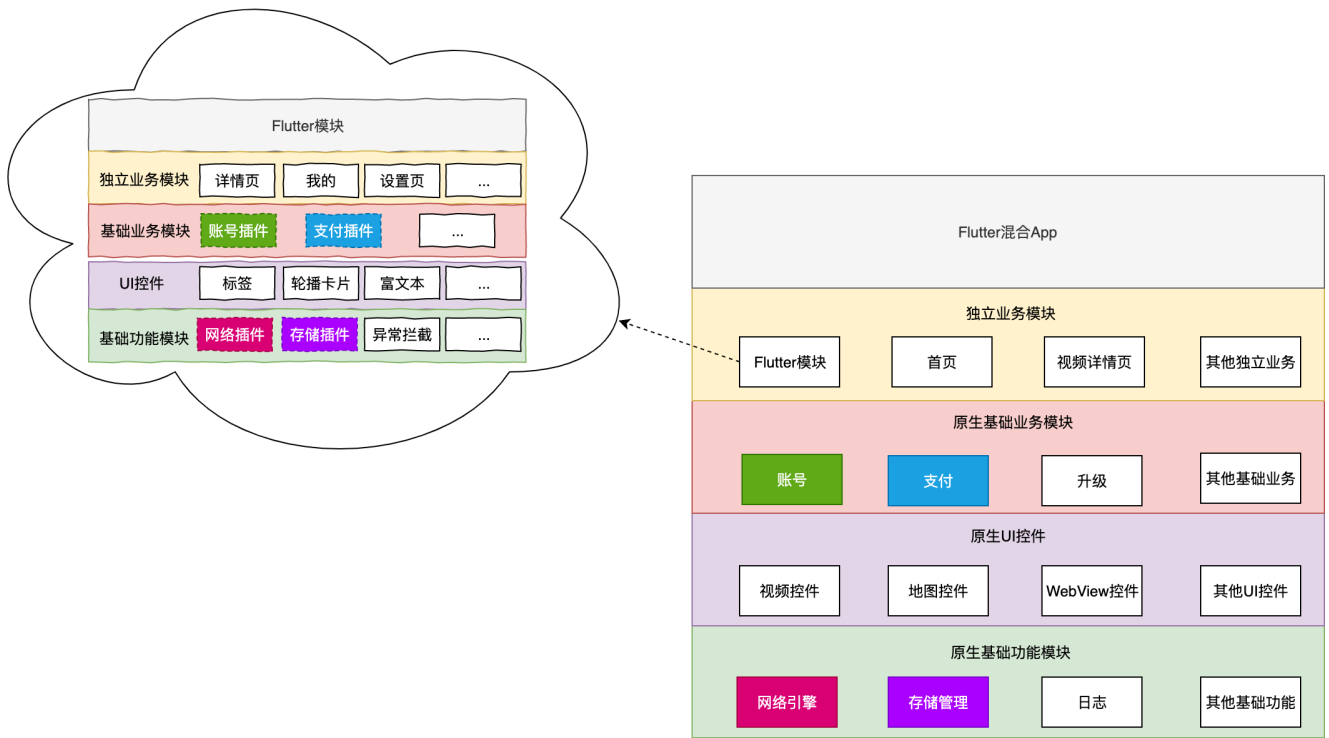 Flutter模块
独立业务模块 详情页 我的 设置页 ...
基础业务模块 账号插件 支付插件 ...
UI控件 标签 轮播卡片 富文本 ...
基础功能模块 网络插件 存储插件 异常拦截 ...
Flutter混合App
独立业务模块
Flutter模块 首页 视频详情页 其他独立业务
原生基础业务模块
账号 支付 升级 其他基础业务
原生UI控件
视频控件 地图控件 WebView控件 其他UI控件
原生基础功能模块
网络引擎 存储管理 日志 其他基础功能